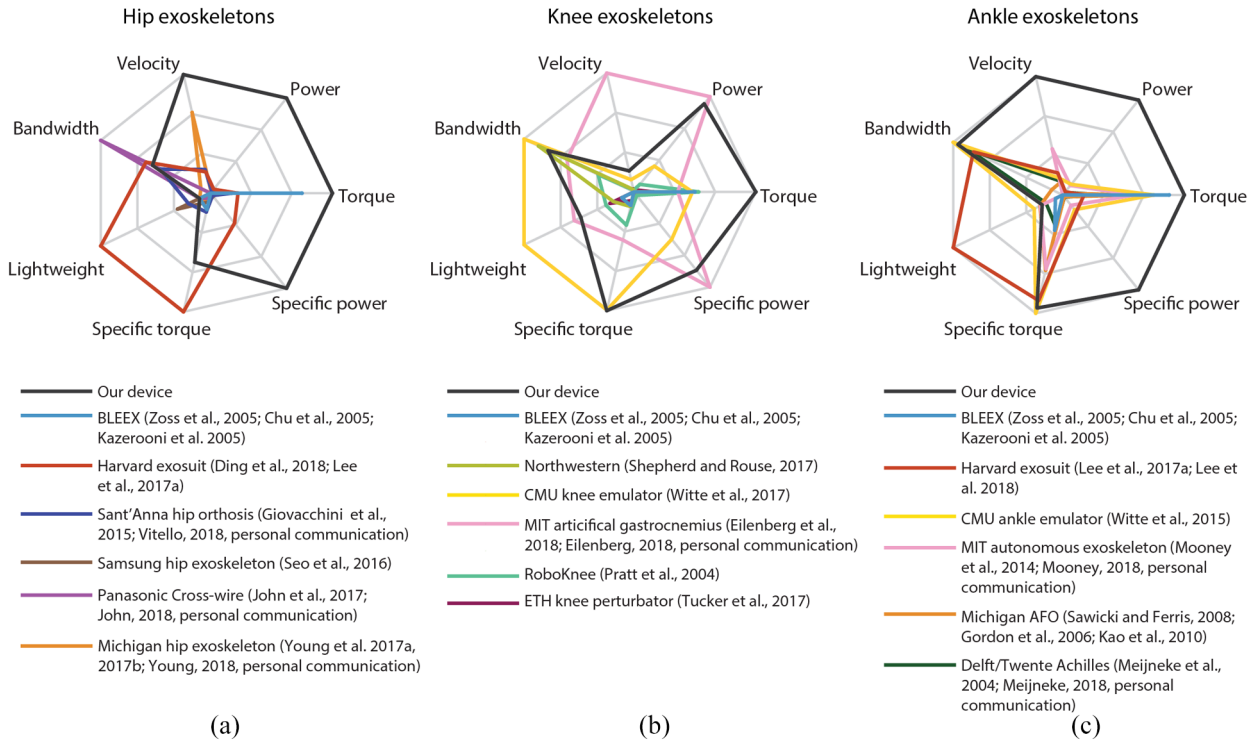 Hip exoskeletons
Velocity
Power
Bandwidth
Torque
Lightweight
Specific power
Specific torque
Our device
BLEEX (Zoss et al., 2005; Chu et al., 2005;
Kazerooni et al. 2005)
Harvard exosuit (Ding et al., 2018; Lee
et al., 2017a)
Sant'Anna hip orthosis (Giovacchini et al.,
2015; Vitello, 2018, personal communication)
Samsung hip exoskeleton (Seo et al., 2016)
Panasonic Cross-wire (John et al., 2017;
John, 2018, personal communication)
Michigan hip exoskeleton (Young et al. 2017a,
2017b; Young, 2018, personal communication)
(a)
Knee exoskeletons
Velocity
Power
Bandwidth
Torque
Lightweight
Specific power
Specific torque
Our device
BLEEX (Zoss et al., 2005; Chu et al., 2005;
Kazerooni et al. 2005)
Northwestern (Shepherd and Rouse, 2017)
CMU knee emulator (Witte et al., 2017)
MIT articifical gastrocnemius (Eilenberg et al.,
2018; Eilenberg, 2018, personal communication)
RoboKnee (Pratt et al., 2004)
ETH knee perturbator (Tucker et al., 2017)
(b)
Ankle exoskeletons
Velocity
Power
Bandwidth
Torque
Lightweight
Specific power
Specific torque
Our device
BLEEX (Zoss et al., 2005; Chu et al., 2005;
Kazerooni et al. 2005)
Harvard exosuit (Lee et al., 2017a; Lee et
al. 2018)
CMU ankle emulator (Witte et al., 2015)
MIT autonomous exoskeleton (Mooney
et al., 2014; Mooney, 2018, personal
communication)
Michigan AFO (Sawicki and Ferris, 2008;
Gordon et al., 2006; Kao et al., 2010)
Delft/Twente Achilles (Meijneke et al.,
2004; Meijneke, 2018, personal
communication)
(c)